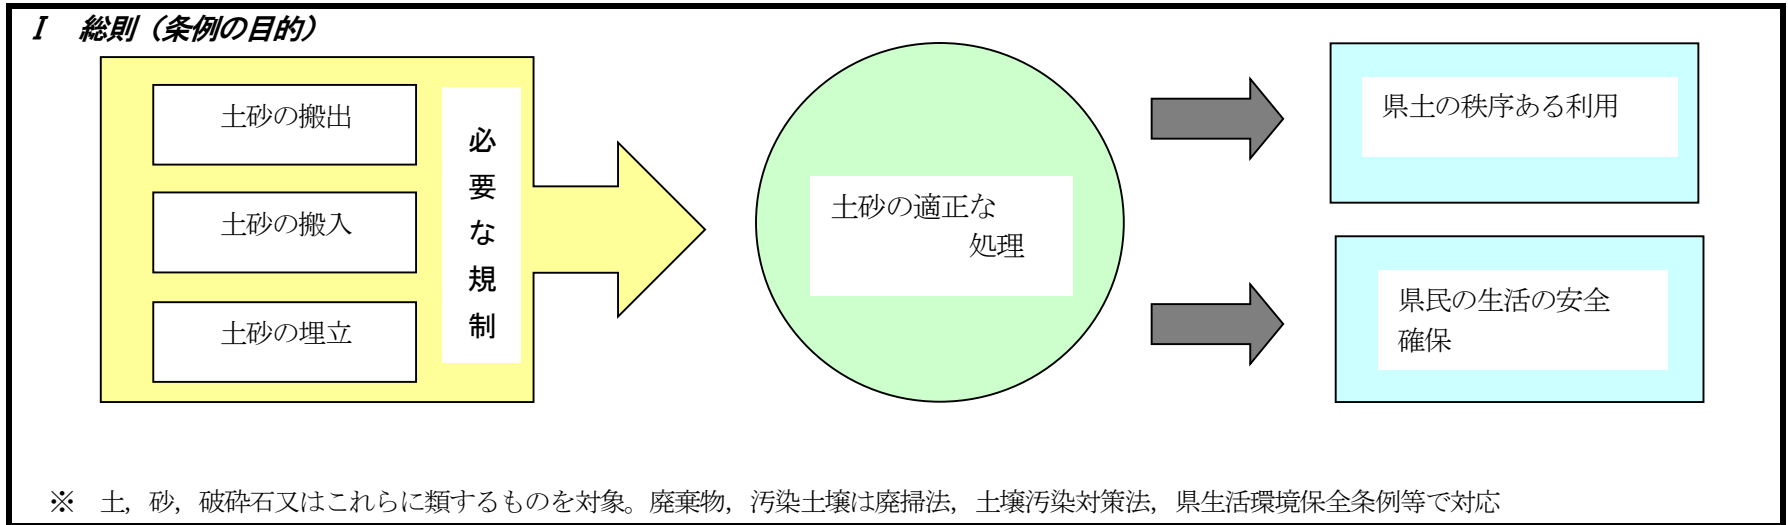 Ⅰ 総則（条例の目的）
土砂の搬出
土砂の搬入
土砂の埋立
必要な規制
土砂の適正な
処理
県土の秩序ある利用
県民の生活の安全
確保
※ 土，砂，破砕石又はこれらに類するものを対象。廃棄物，汚染土壌は廃掃法，土壌汚染対策法，県生活環境保全条例等で対応